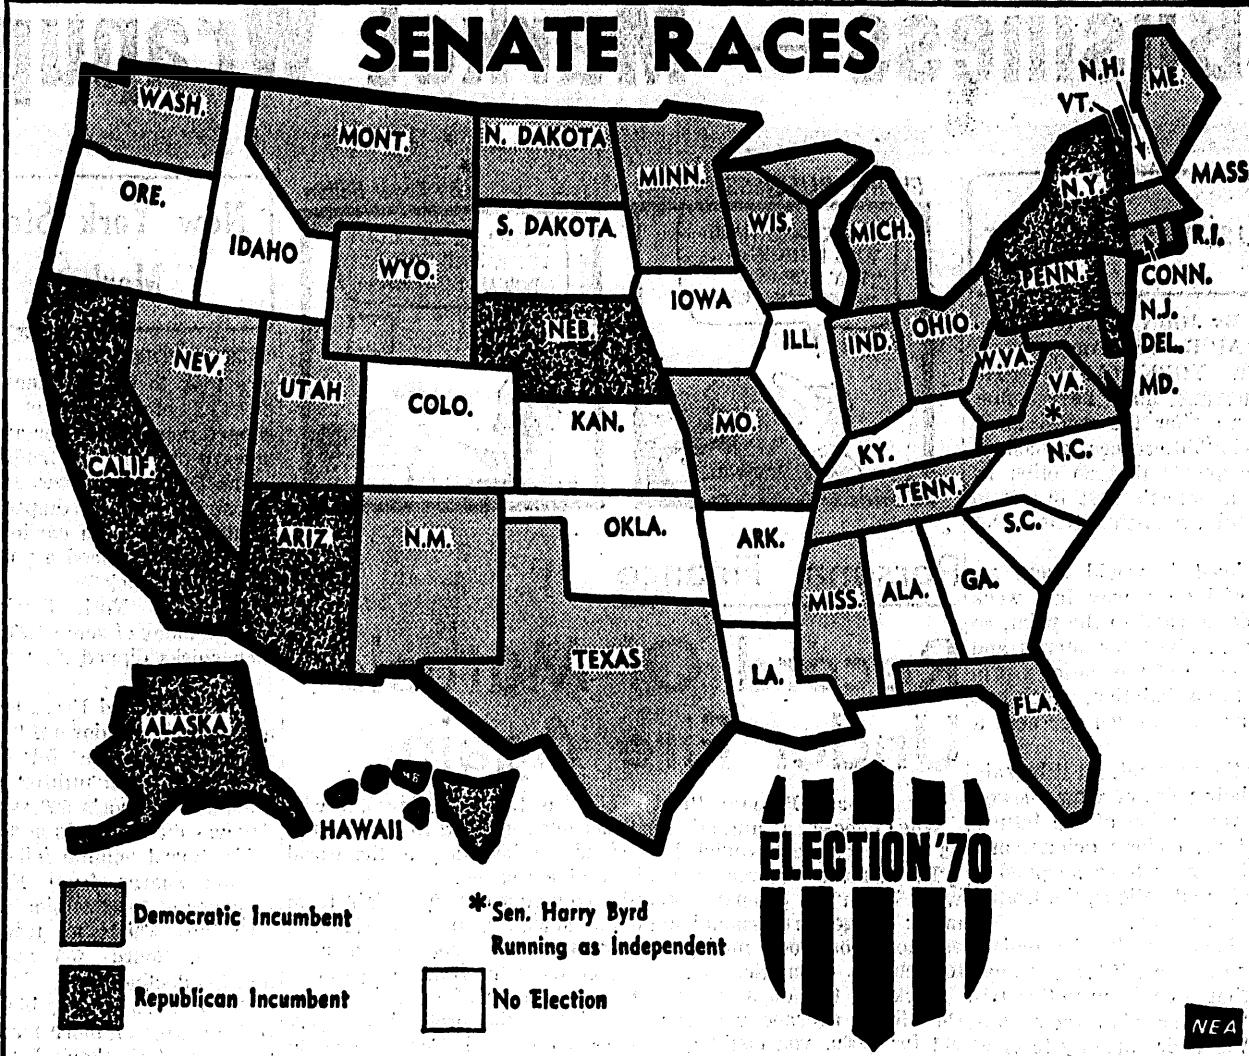 SENATE RACES
WASH.
MONT.
N. DAKOTA
MINN.
N.H.
VT.
ME.
ORE.
IDAHO
WYO.
S. DAKOTA
WIS.
MICH.
N.Y.
MASS
R.I.
CONN.
N.J.
DEL.
MD.
PENN.
NEV.
UTAH
COLO.
NEB.
IOWA
ILL.
IND.
OHIO
W.VA.
VA.
*
CALIF.
ARIZ.
N.M.
KAN.
MO.
KY.
N.C.
TENN.
OKLA.
ARK.
S.C.
MISS.
ALA.
GA.
TEXAS
LA.
FLA.
ALASKA
HAWAII
ELECTION '70
Democratic Incumbent
Republican Incumbent
* Sen. Harry Byrd
Running as Independent
No Election
NEA